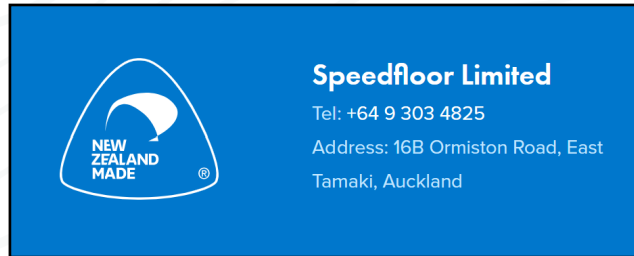 NEW
ZEALAND
MADE
®
Speedfloor Limited
Tel: +64 9 303 4825
Address: 16B Ormiston Road, East
Tamaki, Auckland